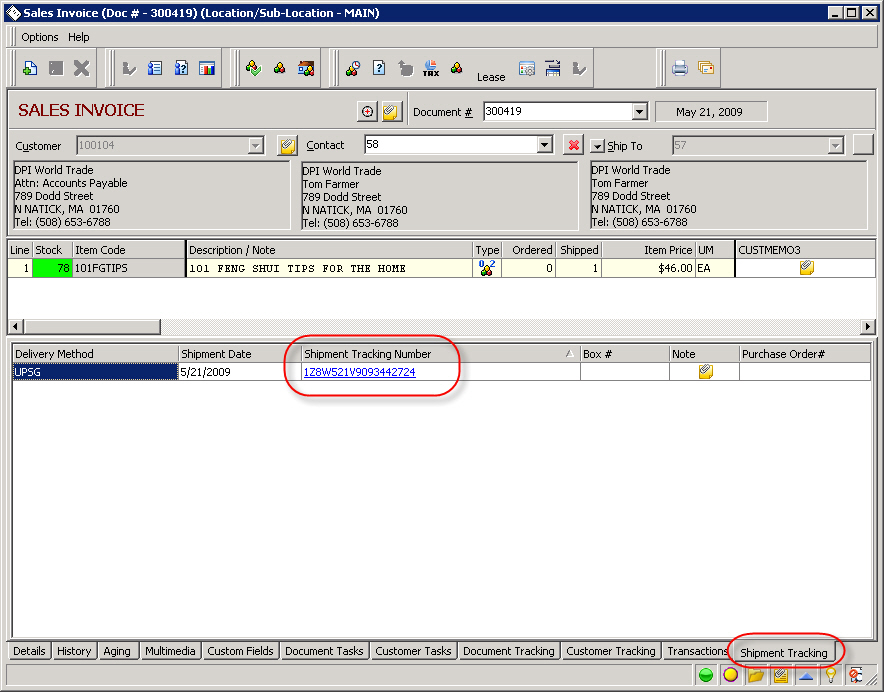 Sales Invoice (Doc # - 300419) (Location/Sub-Location - MAIN)
Options Help
TAX Lease
SALES INVOICE Document # 300419 May 21, 2009
Customer 100104 Contact 58 Ship To 57
DPI World Trade
Attn: Accounts Payable
789 Dodd Street
N NATICK, MA 01760
Tel: (508) 653-6788
DPI World Trade
Tom Farmer
789 Dodd Street
N NATICK, MA 01760
Tel: (508) 653-6788
DPI World Trade
Tom Farmer
789 Dodd Street
N NATICK, MA 01760
Tel: (508) 653-6788
Line Stock Item Code Description / Note Type Ordered Shipped Item Price UM CUSTMEMO3
1 78 101FGTIPS 101 FENG SHUI TIPS FOR THE HOME 0 1 $46.00 EA
Delivery Method Shipment Date Shipment Tracking Number Box # Note Purchase Order#
UPSG 5/21/2009 1Z8W521V9093442724
Details History Aging Multimedia Custom Fields Document Tasks Customer Tasks Document Tracking Customer Tracking Transactions Shipment Tracking